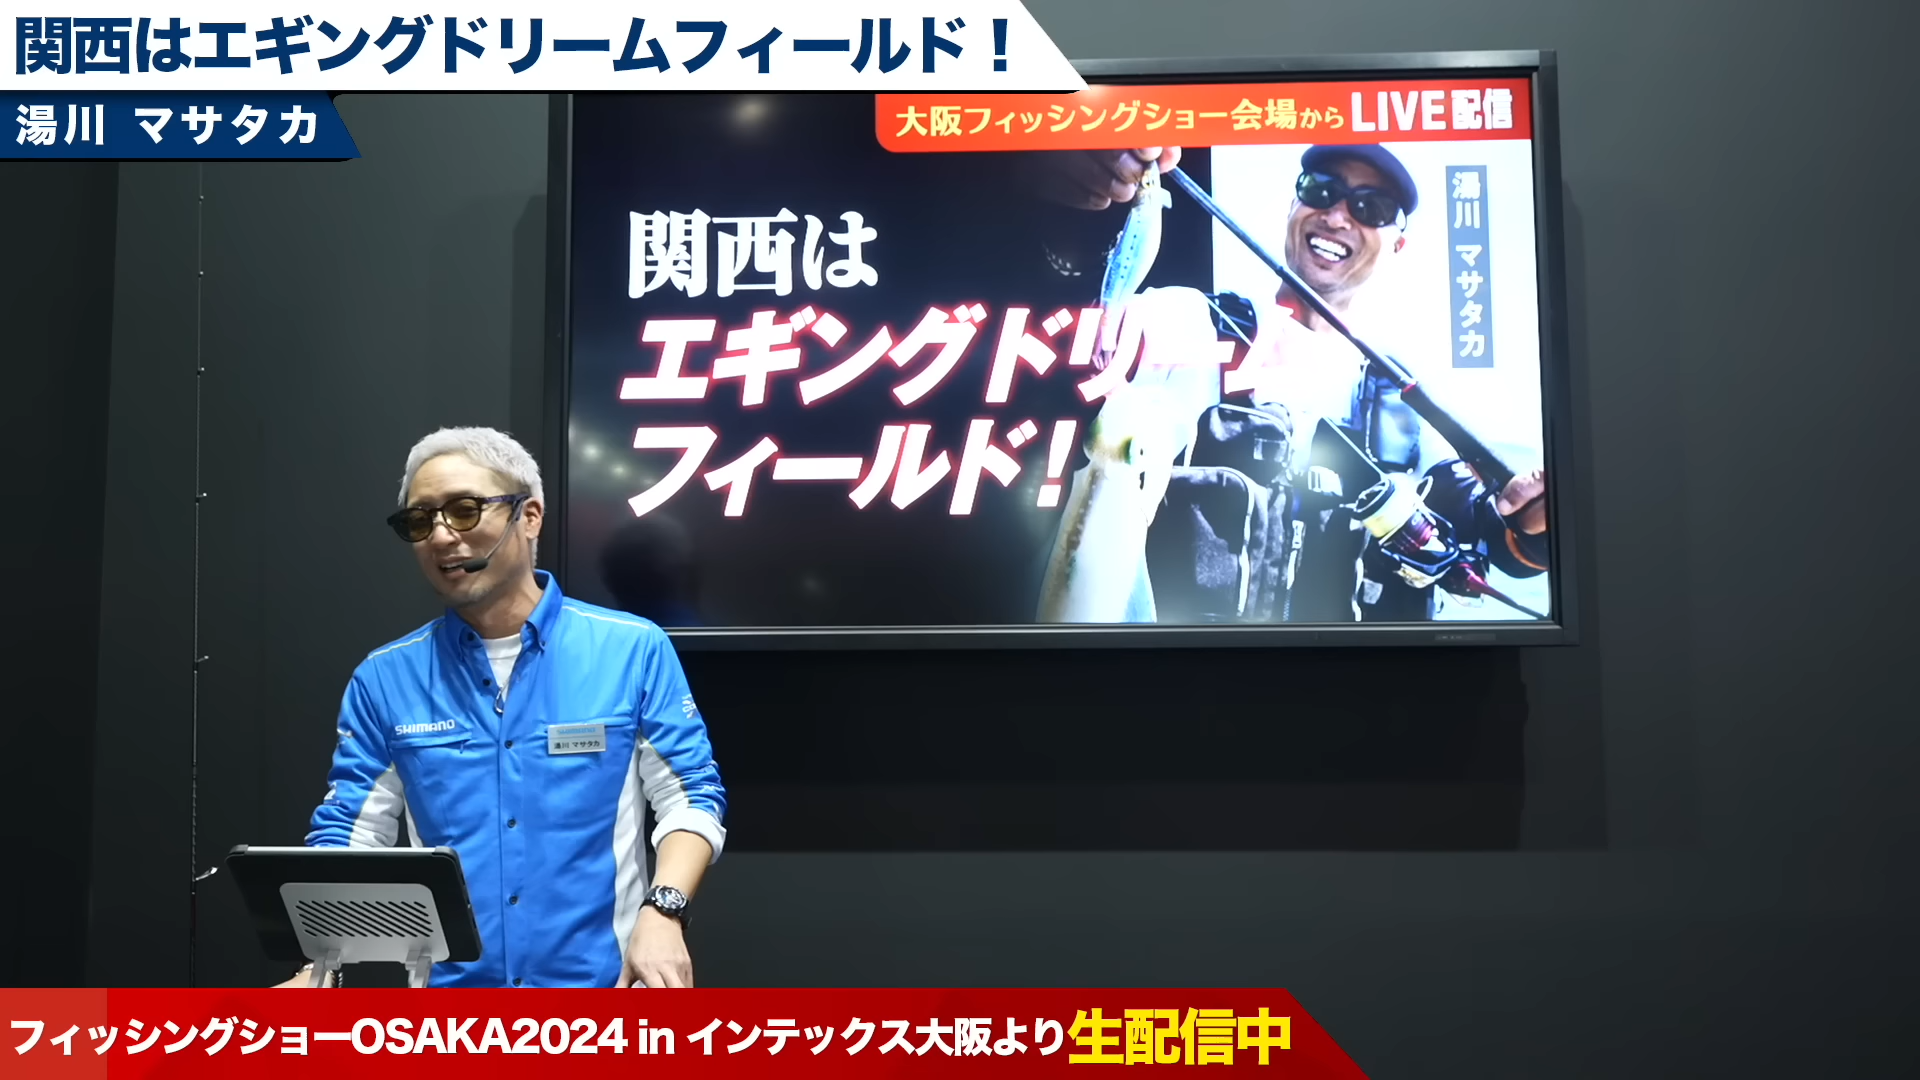 関西はエギングドリームフィールド！
湯川 マサタカ
大阪フィッシングショー会場からLIVE配信
湯川 マサタカ
関西は
エギングドリーム
フィールド！
SHIMANO
SHIMANO
湯川 マサタカ
フィッシングショーOSAKA2024 in インテックス大阪より生配信中